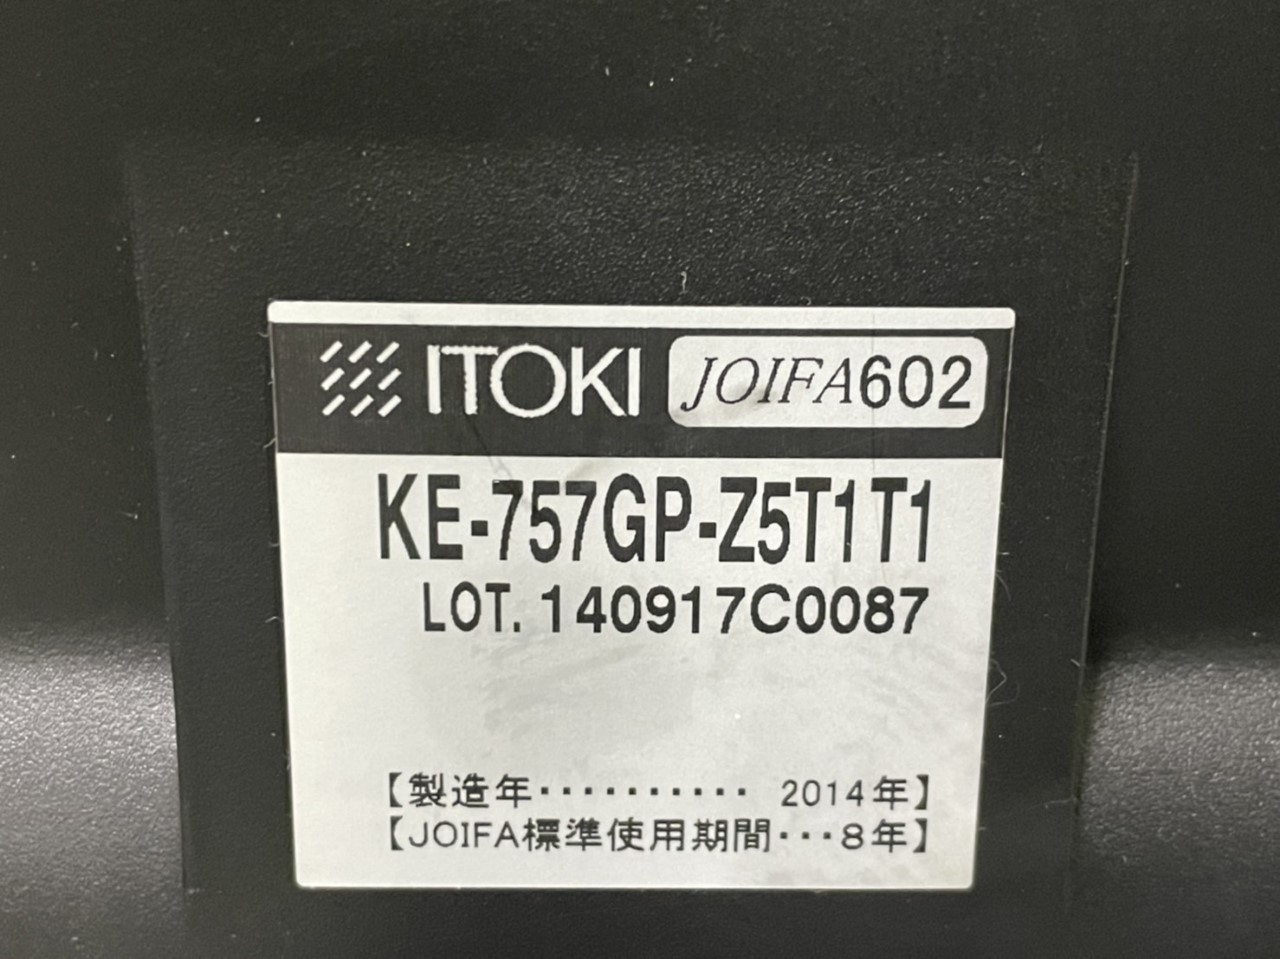 ITOKI JOIFA602
KE-757GP-Z5T1T1
LOT. 140917C0087
【製造年・・・・・・・・・・ 2014年】
【JOIFA標準使用期間・・・8年】